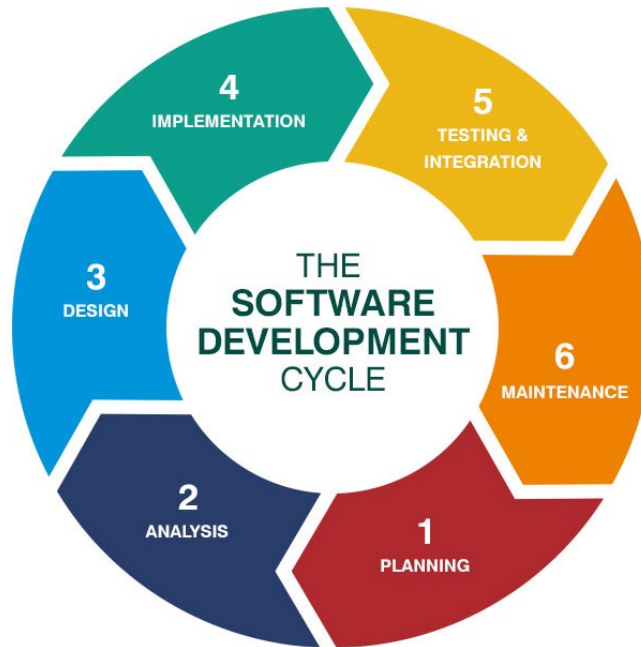 THE
SOFTWARE
DEVELOPMENT
CYCLE
1
PLANNING
2
ANALYSIS
3
DESIGN
4
IMPLEMENTATION
5
TESTING &
INTEGRATION
6
MAINTENANCE